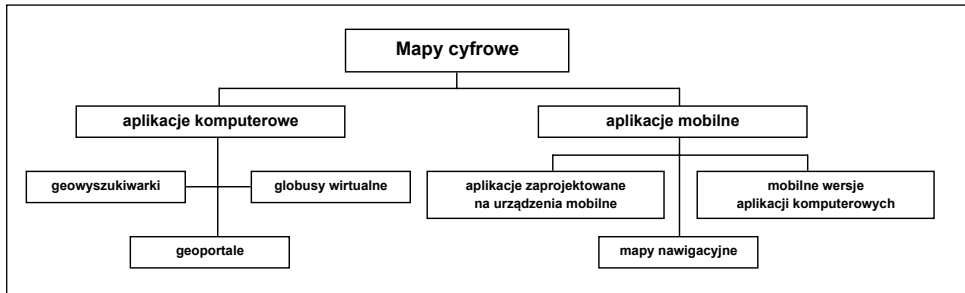 Mapy cyfrowe
aplikacje komputerowe
aplikacje mobilne
geowyszukiwarki
globusy wirtualne
aplikacje zaprojektowane
na urządzenia mobilne
mobilne wersje
aplikacji komputerowych
geoportale
mapy nawigacyjne